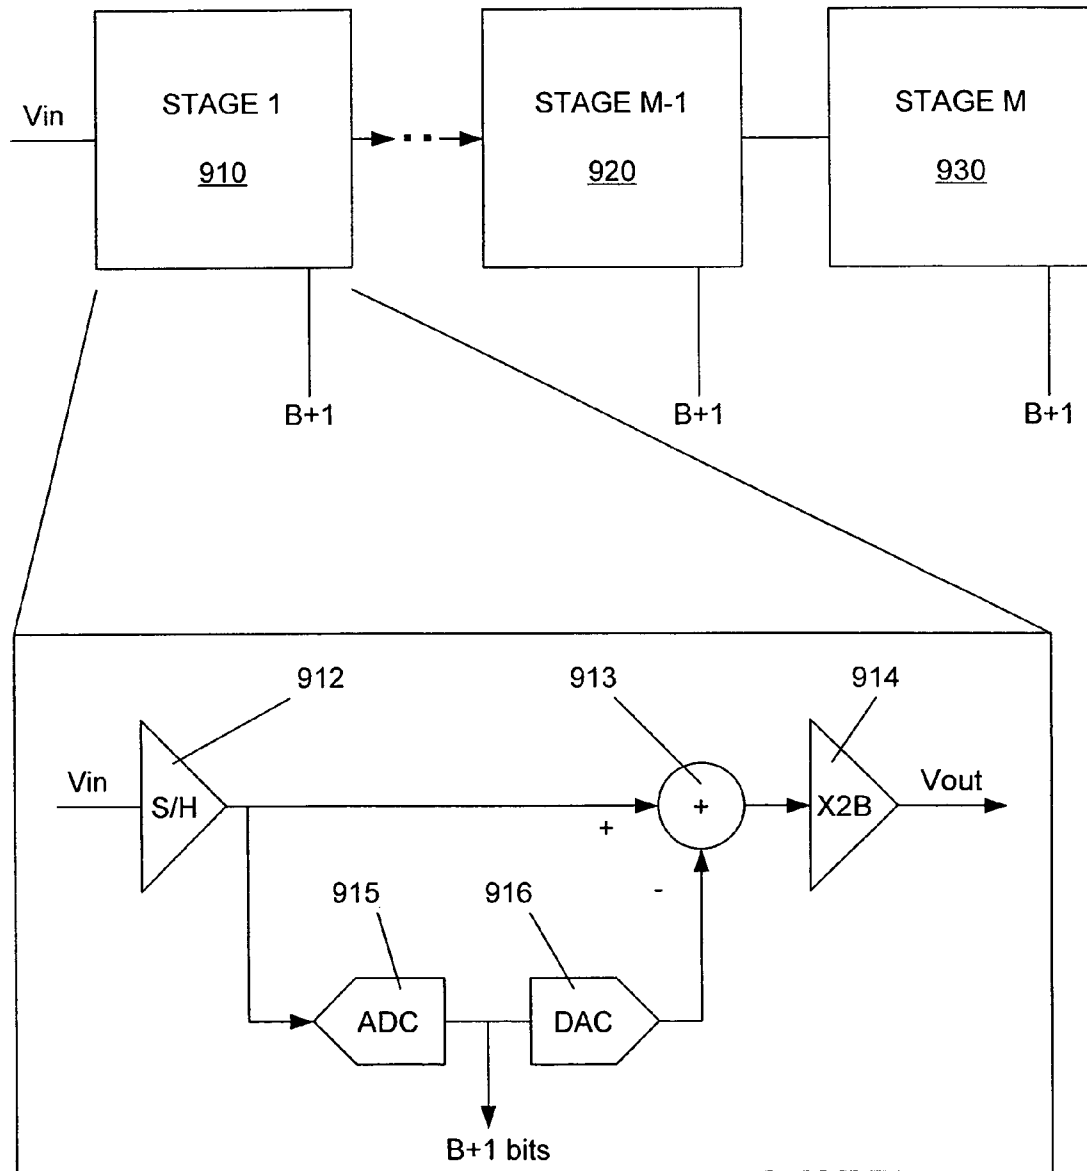 Vin
STAGE 1
910
STAGE M-1
920
STAGE M
930
B+1
B+1
B+1
912
913
914
Vin
S/H
+
+
X2B
Vout
-
915
916
ADC
DAC
B+1 bits